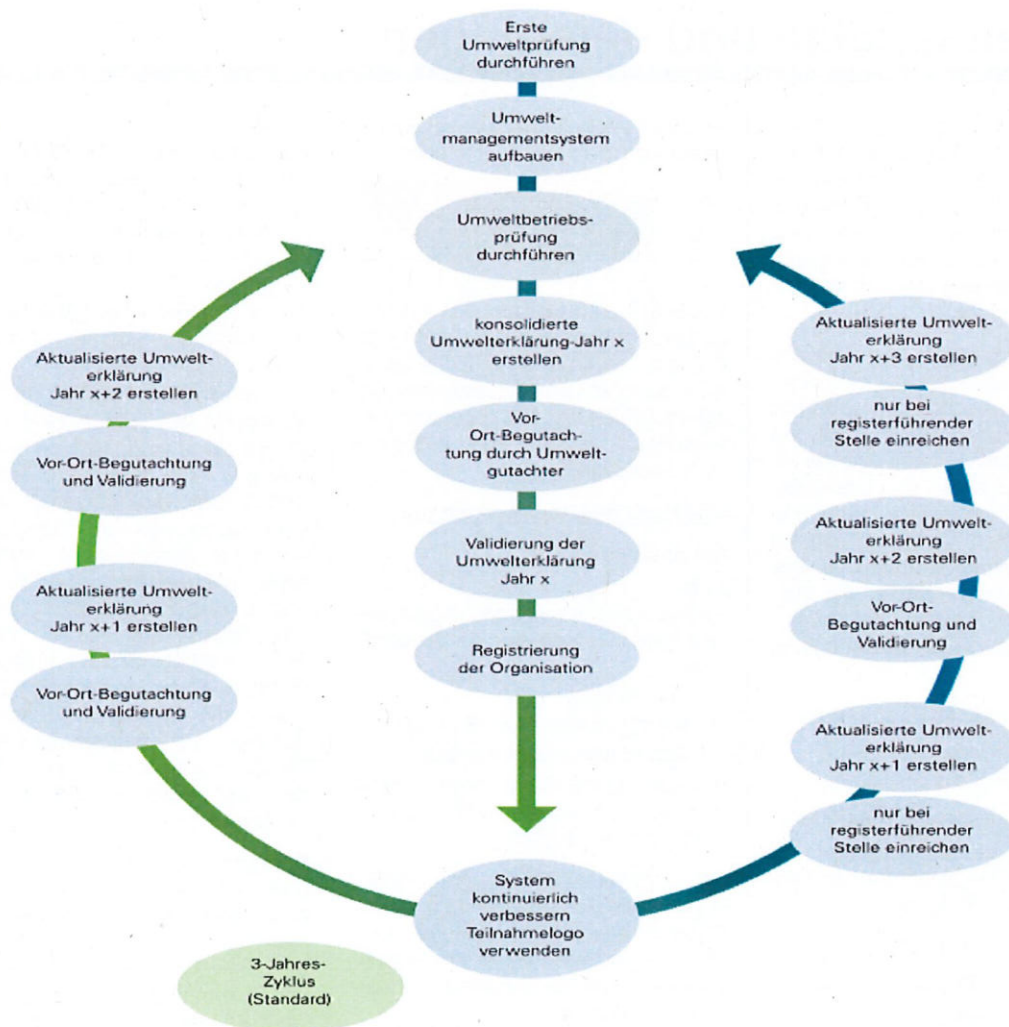 Erste
Umweltprüfung
durchführen
Umwelt-
managementsystem
aufbauen
Umweltbetriebs-
prüfung
durchführen
konsolidierte
Umwelterklärung-Jahr x
erstellen
Vor-
Ort-Begutach-
tung durch Umwelt-
gutachter
Validierung der
Umwelterklärung
Jahr x
Registrierung
der Organisation
System
kontinuierlich
verbessern
Teilnahmelogo
verwenden
Aktualisierte Umwelt-
erklärung
Jahr x+2 erstellen
Vor-Ort-Begutachtung
und Validierung
Aktualisierte Umwelt-
erklärung
Jahr x+1 erstellen
Vor-Ort-Begutachtung
und Validierung
3-Jahres-
Zyklus
(Standard)
Aktualisierte Umwelt-
erklärung
Jahr x+3 erstellen
nur bei
registerführender
Stelle einreichen
Aktualisierte Umwelt-
erklärung
Jahr x+2 erstellen
Vor-Ort-
Begutachtung und
Validierung
Aktualisierte Umwelt-
erklärung
Jahr x+1 erstellen
nur bei
registerführender
Stelle einreichen